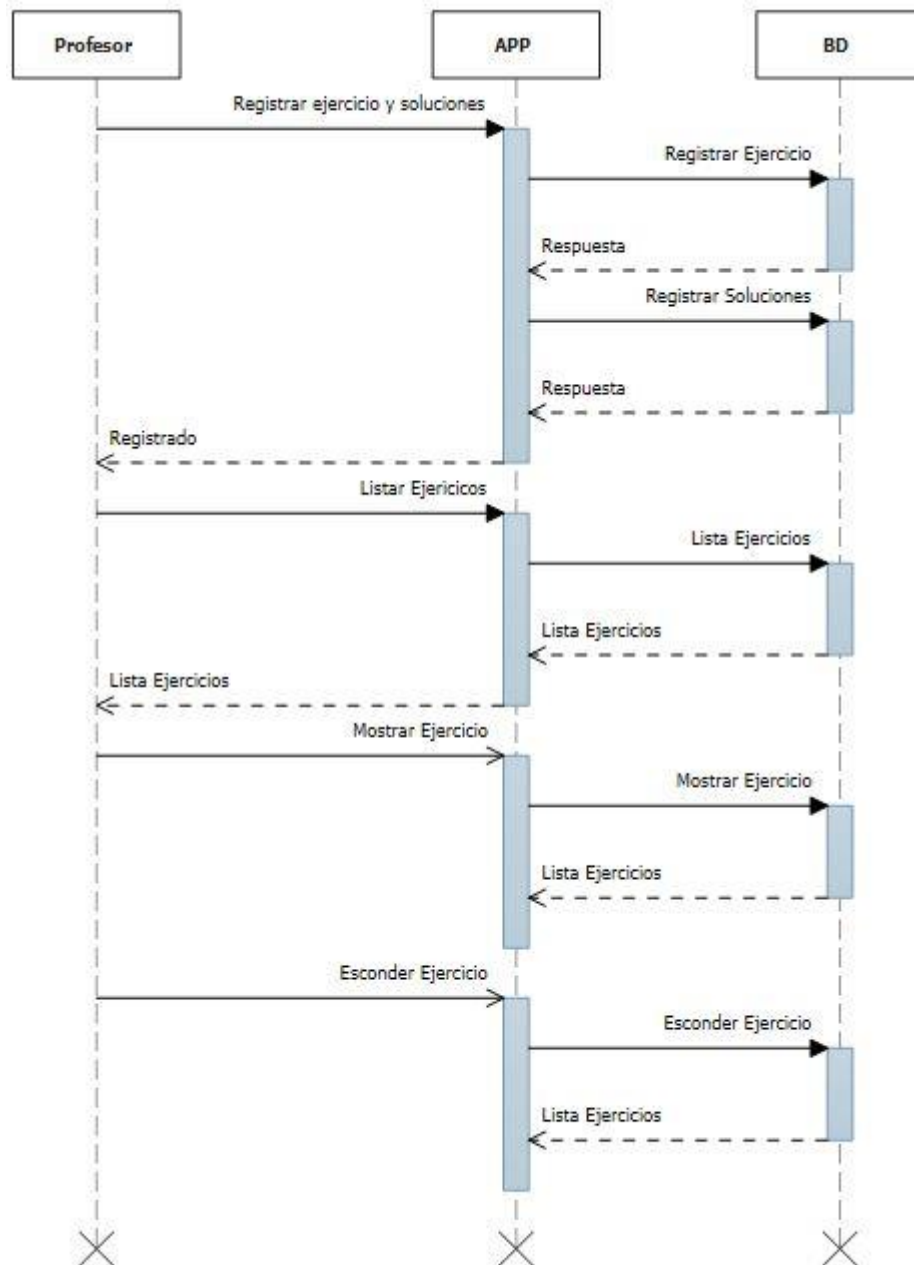 Profesor
APP
BD
Registrar ejercicio y soluciones
Registrar Ejercicio
Respuesta
Registrar Soluciones
Respuesta
Registrado
Listar Ejericicos
Lista Ejercicios
Lista Ejercicios
Lista Ejercicios
Mostrar Ejercicio
Mostrar Ejercicio
Lista Ejercicios
Esconder Ejercicio
Esconder Ejercicio
Lista Ejercicios